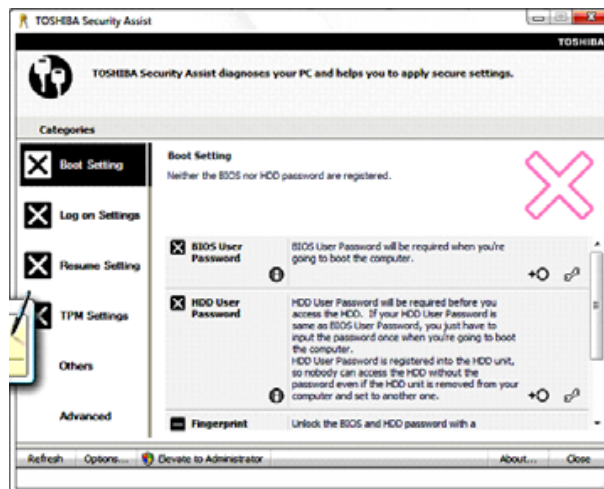 TOSHIBA Security Assist
TOSHIBA
TOSHIBA Security Assist diagnoses your PC and helps you to apply secure settings.
Categories
Boot Setting
Log on Settings
Resume Setting
TPM Settings
Others
Advanced
Boot Setting
Neither the BIOS nor HDD password are registered.
BIOS User
Password
BIOS User Password will be required when you're
going to boot the computer.
HDD User
Password
HDD User Password will be required before you
access the HDD. If your HDD User Password is
same as BIOS User Password, you just have to
input the password once when you're going to boot
the computer.
HDD User Password is registered into the HDD unit,
so nobody can access the HDD without the
password even if the HDD unit is removed from your
computer and set to another one.
Fingerprint
Unlock the BIOS and HDD password with a
Refresh Options... Elevate to Administrator About... Close